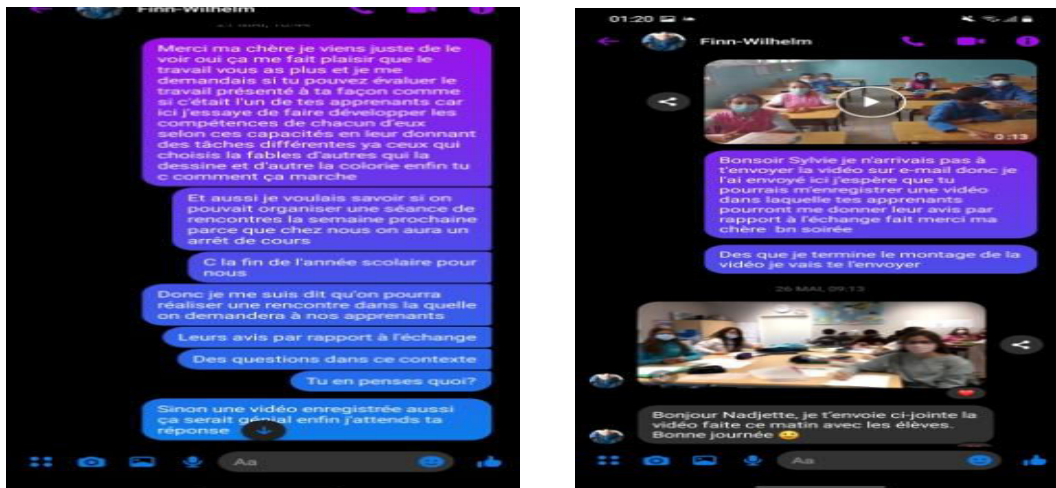 Finn-Wilhelm
21 MAI, 10:44
Merci ma chère je viens juste de le
voir oui ça me fait plaisir que le
travail vous as plus et je me
demandais si tu pouvez évaluer le
travail présenté à ta façon comme
si c'était l'un de tes apprenants car
ici j'essaye de faire développer les
compétences de chacun d'eux
selon ces capacités en leur donnant
des tâches différentes ya ceux qui
choisis la fables d'autres qui la
dessine et d'autre la colorie enfin tu
c comment ça marche
Et aussi je voulais savoir si on
pouvait organiser une séance de
rencontres la semaine prochaine
parce que chez nous on aura un
arrêt de cours
C la fin de l'année scolaire pour
nous
Donc je me suis dit qu'on pourra
réaliser une rencontre dans la quelle
on demandera à nos apprenants
Leurs avis par rapport à l'échange
Des questions dans ce contexte
Tu en penses quoi?
Sinon une vidéo enregistrée aussi
ça serait génial enfin j'attends ta
réponse
Aa
01:20
Finn-Wilhelm
0:13
Bonsoir Sylvie je n'arrivais pas à
t'envoyer la vidéo sur e-mail donc je
l'ai envoyé ici j'espère que tu
pourrais m'enregistrer une vidéo
dans laquelle tes apprenants
pourront me donner leur avis par
rapport à l'échange fait merci ma
chère bn soirée
Des que je termine le montage de la
vidéo je vais te l'envoyer
26 MAI, 09:13
Bonjour Nadjette, je t'envoie ci-jointe la
vidéo faite ce matin avec les élèves.
Bonne journée
Aa